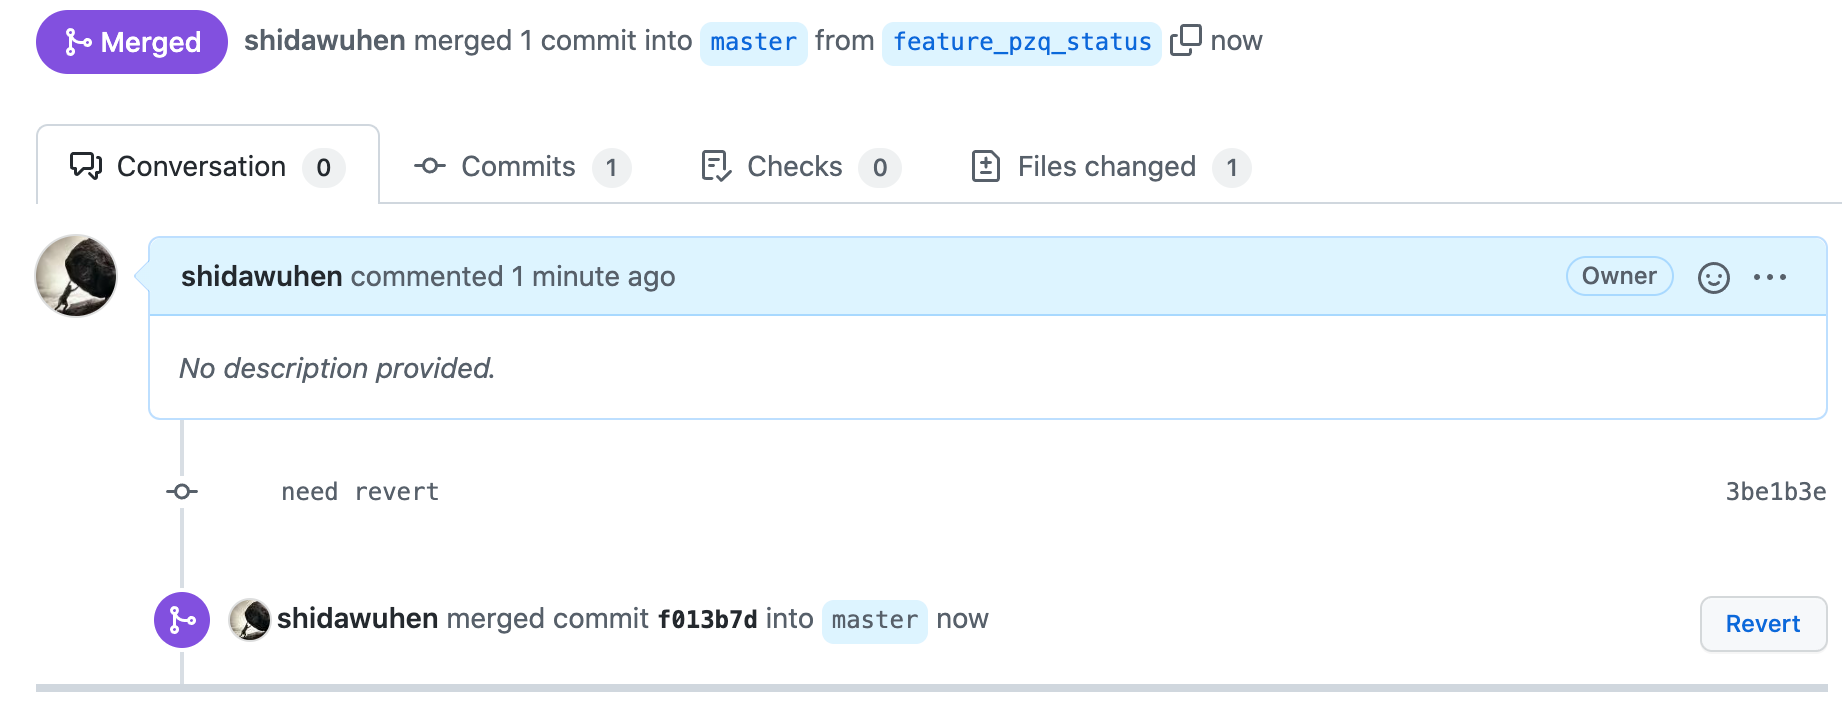 Merged shidawuhen merged 1 commit into master from feature_pzq_status now
Conversation 0 Commits 1 Checks 0 Files changed 1
shidawuhen commented 1 minute ago Owner
No description provided.
need revert 3be1b3e
shidawuhen merged commit f013b7d into master now Revert